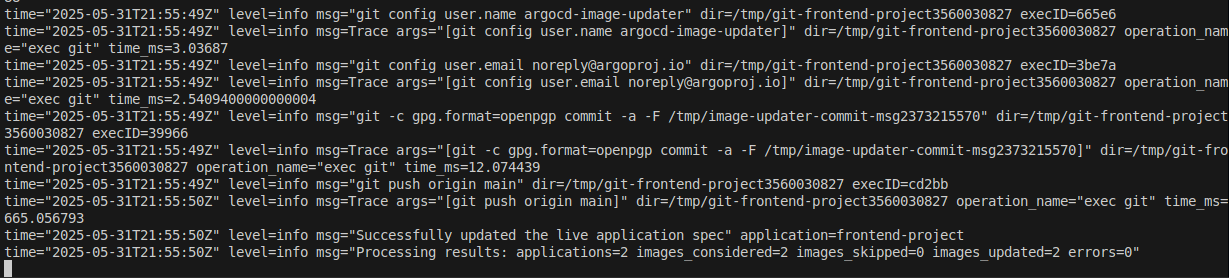 time="2025-05-31T21:55:49Z" level=info msg="git config user.name argocd-image-updater" dir=/tmp/git-frontend-project3560030827 execID=665e6
time="2025-05-31T21:55:49Z" level=info msg=Trace args="[git config user.name argocd-image-updater]" dir=/tmp/git-frontend-project3560030827 operation_nam
e="exec git" time_ms=3.03687
time="2025-05-31T21:55:49Z" level=info msg="git config user.email noreply@argoproj.io" dir=/tmp/git-frontend-project3560030827 execID=3be7a
time="2025-05-31T21:55:49Z" level=info msg=Trace args="[git config user.email noreply@argoproj.io]" dir=/tmp/git-frontend-project3560030827 operation_nam
e="exec git" time_ms=2.5409400000000004
time="2025-05-31T21:55:49Z" level=info msg="git -c gpg.format=openpgp commit -a -F /tmp/image-updater-commit-msg2373215570" dir=/tmp/git-frontend-project
3560030827 execID=39966
time="2025-05-31T21:55:49Z" level=info msg=Trace args="[git -c gpg.format=openpgp commit -a -F /tmp/image-updater-commit-msg2373215570]" dir=/tmp/git-fro
ntend-project3560030827 operation_name="exec git" time_ms=12.074439
time="2025-05-31T21:55:49Z" level=info msg="git push origin main" dir=/tmp/git-frontend-project3560030827 execID=cd2bb
time="2025-05-31T21:55:50Z" level=info msg=Trace args="[git push origin main]" dir=/tmp/git-frontend-project3560030827 operation_name="exec git" time_ms=
665.056793
time="2025-05-31T21:55:50Z" level=info msg="Successfully updated the live application spec" application=frontend-project
time="2025-05-31T21:55:50Z" level=info msg="Processing results: applications=2 images_considered=2 images_skipped=0 images_updated=2 errors=0"